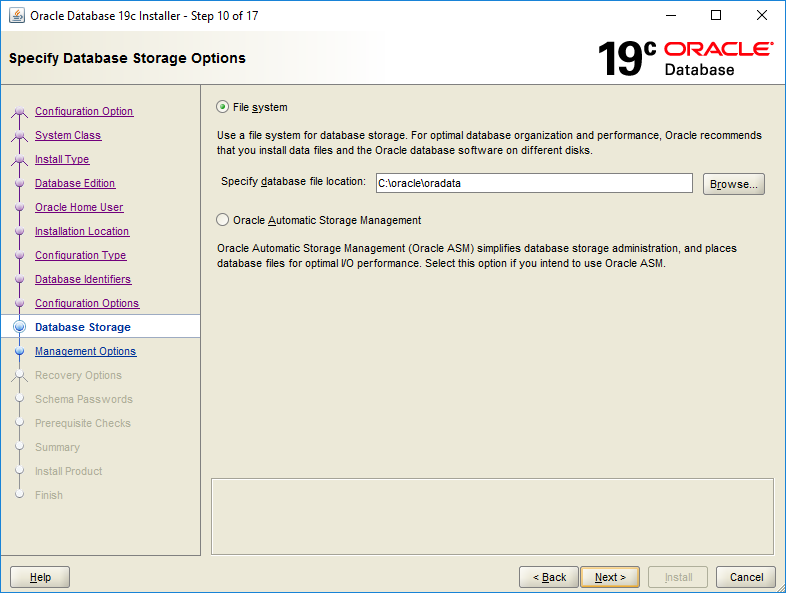 Oracle Database 19c Installer - Step 10 of 17
Specify Database Storage Options
19c ORACLE
Database
Configuration Option
System Class
Install Type
Database Edition
Oracle Home User
Installation Location
Configuration Type
Database Identifiers
Configuration Options
Database Storage
Management Options
Recovery Options
Schema Passwords
Prerequisite Checks
Summary
Install Product
Finish
File system
Use a file system for database storage. For optimal database organization and performance, Oracle recommends
that you install data files and the Oracle database software on different disks.
Specify database file location: C:\oracle\oradata Browse...
Oracle Automatic Storage Management
Oracle Automatic Storage Management (Oracle ASM) simplifies database storage administration, and places
database files for optimal I/O performance. Select this option if you intend to use Oracle ASM.
Help < Back Next > Install Cancel